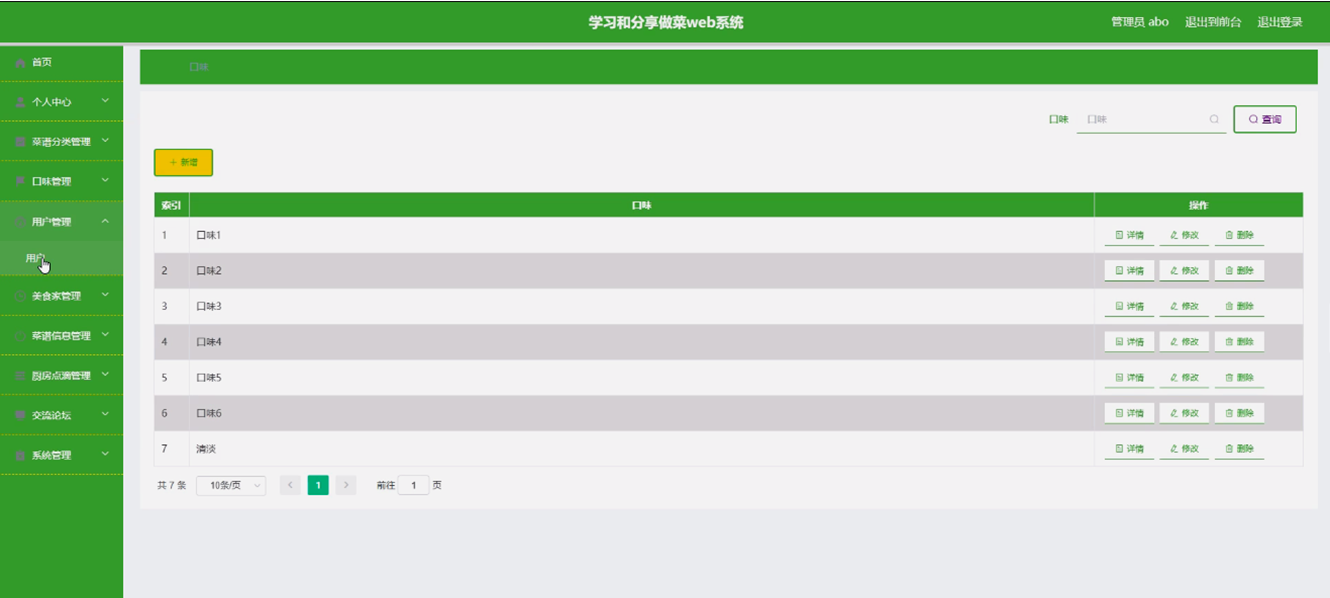 学习和分享做菜web系统
管理员 abo 退出到前台 退出登录
首页
个人中心
菜谱分类管理
口味管理
用户管理
用户
美食家管理
菜谱信息管理
厨房点滴管理
交流论坛
系统管理
口味
口味 口味 查询
新增
索引 口味 操作
1 口味1 详情 修改 删除
2 口味2 详情 修改 删除
3 口味3 详情 修改 删除
4 口味4 详情 修改 删除
5 口味5 详情 修改 删除
6 口味6 详情 修改 删除
7 清淡 详情 修改 删除
共 7 条 10条/页 1 前往 1 页